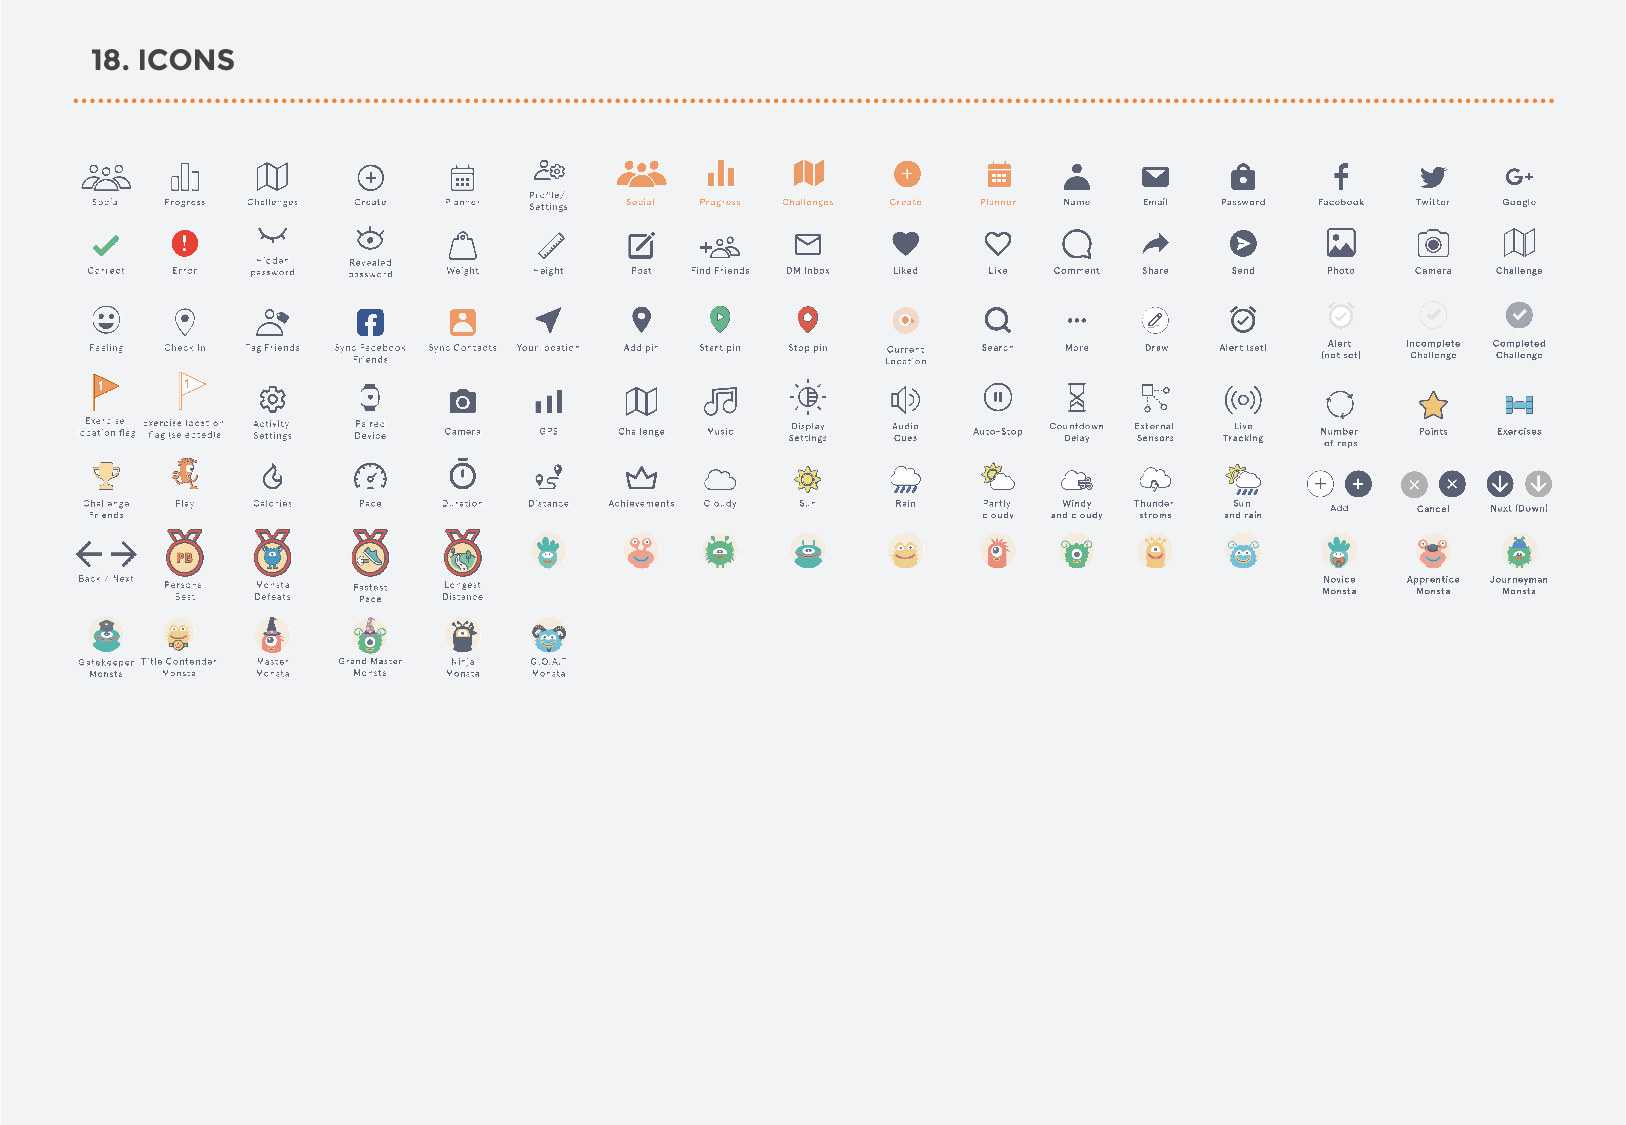 18. ICONS
Social Progress Challenges Create Planner Profile/ Settings Social Progress Challenges Create Planner Name Email Password Facebook Twitter Google
G+
Correct Error Hidden password Revealed password Weight Height Post Find Friends DM Inbox Liked Like Comment Share Send Photo Camera Challenge
Feeling Check In Tag Friends Sync Facebook Friends Sync Contacts Your location Add pin Start pin Stop pin Current Location Search More Draw Alert (set) Alert (not set) Incomplete Challenge Completed Challenge
1 1
Exercise location flag Exercise location flag (selected)s Activity Settings Paired Device Camera GPS Challenge Music Display Settings Audio Cues Auto-Stop Countdown Delay External Sensors Live Tracking Number of reps Points Exercises
Challenge Friends Play Calories Pace Duration Distance Achievements Cloudy Sun Rain Partly cloudy Windy and cloudy Thunder stroms Sun and rain Add Cancel Next (Down)
PB
Back / Next Personal Best Monsta Defeats Fastest Pace Longest Distance Novice Monsta Apprentice Monsta Journeyman Monsta
Gatekeeper Monsta Title Contender Monsta Master Monsta Grand Master Monsta Ninja Monsta G.O.A.T Monsta